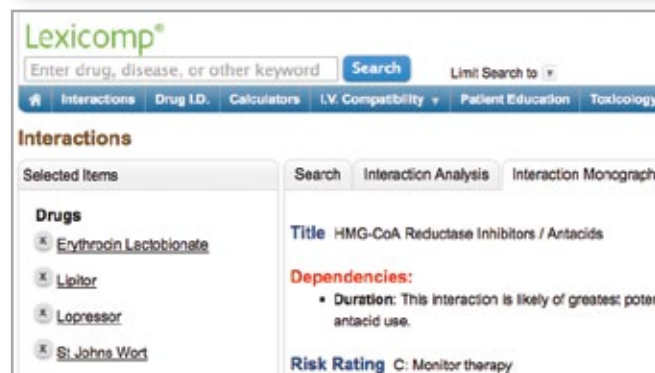 Lexicomp®
Enter drug, disease, or other keyword Search Limit Search to
Interactions Drug I.D. Calculators I.V. Compatibility Patient Education Toxicology
Interactions
Selected Items
Search Interaction Analysis Interaction Monograph
Drugs
x Erythrocin Lactobionate
x Lipitor
x Lopressor
x St Johns Wort
Title HMG-CoA Reductase Inhibitors / Antacids
Dependencies:
• Duration: This interaction is likely of greatest poten
antacid use.
Risk Rating C: Monitor therapy